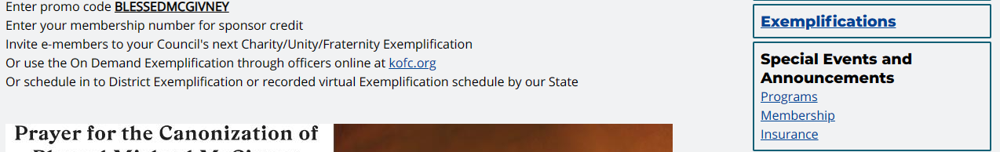 Enter promo code BLESSEDMCGIVNEY
Enter your membership number for sponsor credit
Invite e-members to your Council's next Charity/Unity/Fraternity Exemplification
Or use the On Demand Exemplification through officers online at kofc.org
Or schedule in to District Exemplification or recorded virtual Exemplification schedule by our State
Prayer for the Canonization of
Exemplifications
Special Events and
Announcements
Programs
Membership
Insurance